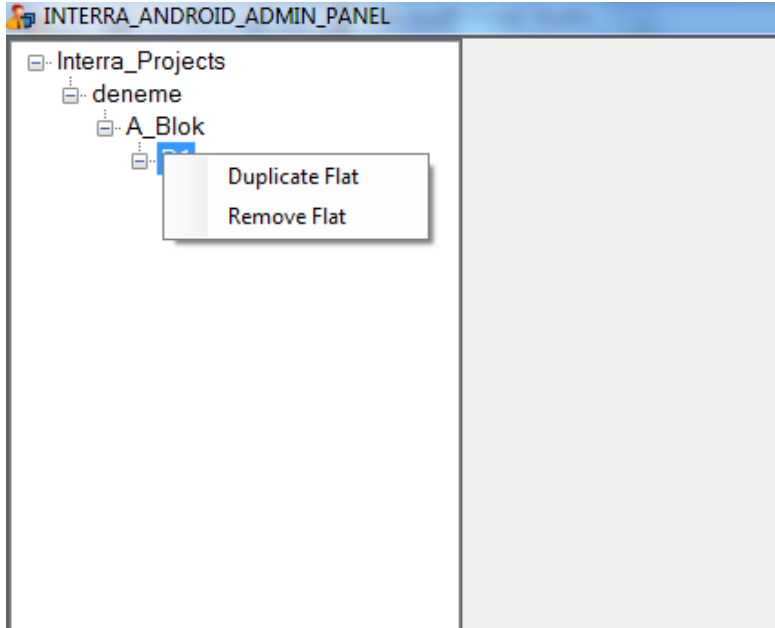 INTERRA_ANDROID_ADMIN_PANEL
Interra_Projects
deneme
A_Blok
Duplicate Flat
Remove Flat